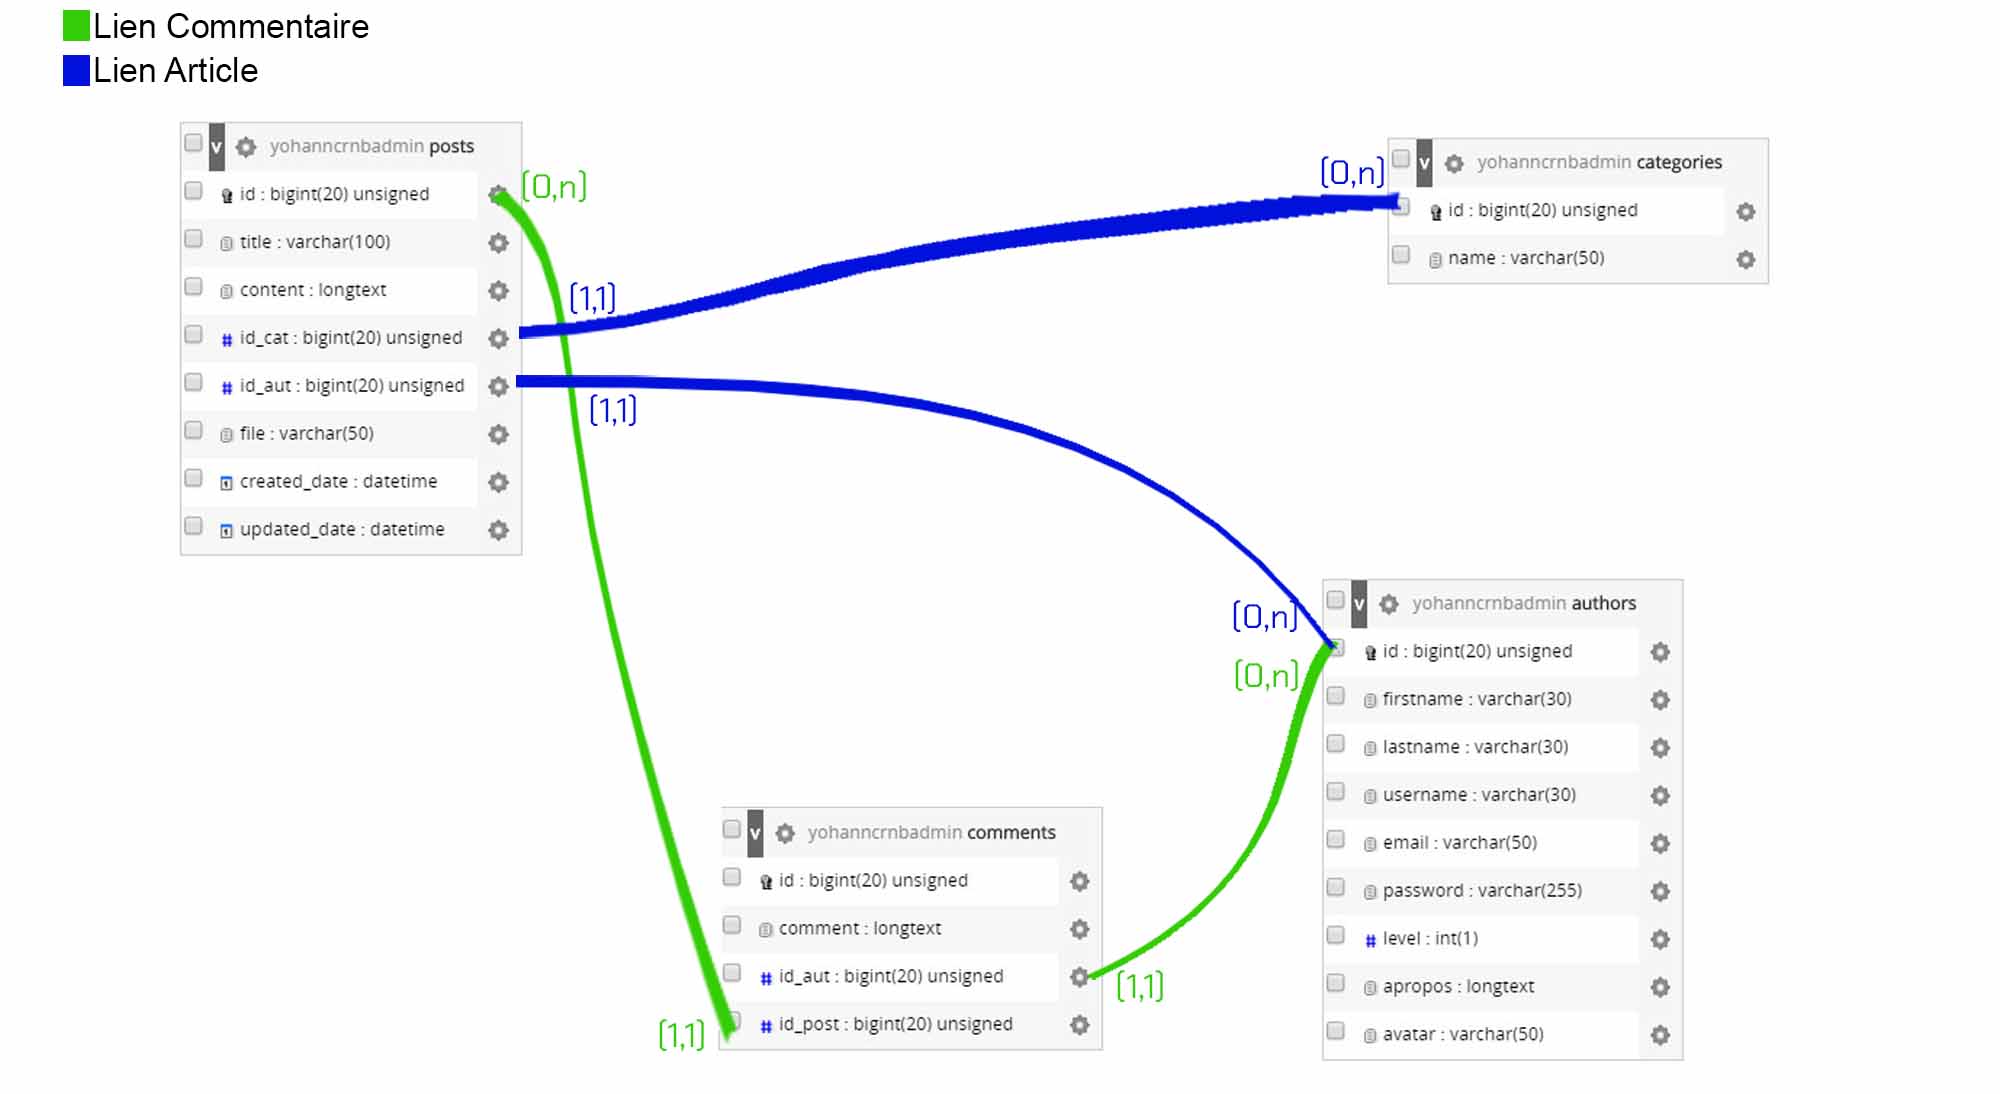 Lien Commentaire
Lien Article
v yohanncrnbadmin posts
id : bigint(20) unsigned
title : varchar(100)
content : longtext
# id_cat : bigint(20) unsigned
# id_aut : bigint(20) unsigned
file : varchar(50)
created_date : datetime
updated_date : datetime
(0,n)
(1,1)
(1,1)
(0,n)
v yohanncrnbadmin categories
id : bigint(20) unsigned
name : varchar(50)
(0,n)
(0,n)
v yohanncrnbadmin authors
id : bigint(20) unsigned
firstname : varchar(30)
lastname : varchar(30)
username : varchar(30)
email : varchar(50)
password : varchar(255)
# level : int(1)
apropos : longtext
avatar : varchar(50)
v yohanncrnbadmin comments
id : bigint(20) unsigned
comment : longtext
# id_aut : bigint(20) unsigned
# id_post : bigint(20) unsigned
(1,1)
(1,1)